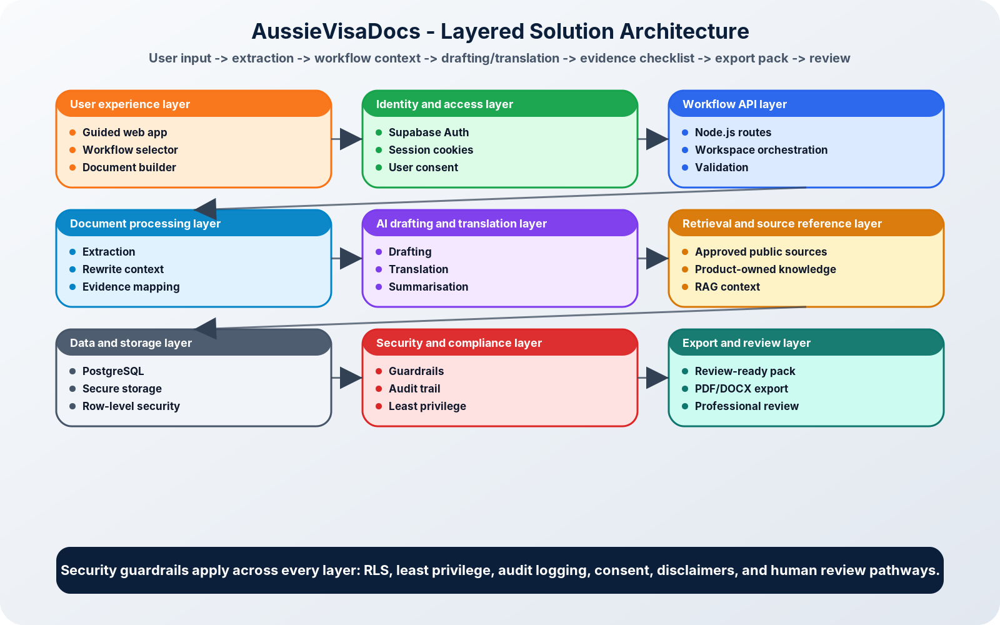 AussieVisaDocs - Layered Solution Architecture
User input -> extraction -> workflow context -> drafting/translation -> evidence checklist -> export pack -> review
User experience layer
Guided web app
Workflow selector
Document builder
Identity and access layer
Supabase Auth
Session cookies
User consent
Workflow API layer
Node.js routes
Workspace orchestration
Validation
Document processing layer
Extraction
Rewrite context
Evidence mapping
AI drafting and translation layer
Drafting
Translation
Summarisation
Retrieval and source reference layer
Approved public sources
Product-owned knowledge
RAG context
Data and storage layer
PostgreSQL
Secure storage
Row-level security
Security and compliance layer
Guardrails
Audit trail
Least privilege
Export and review layer
Review-ready pack
PDF/DOCX export
Professional review
Security guardrails apply across every layer: RLS, least privilege, audit logging, consent, disclaimers, and human review pathways.